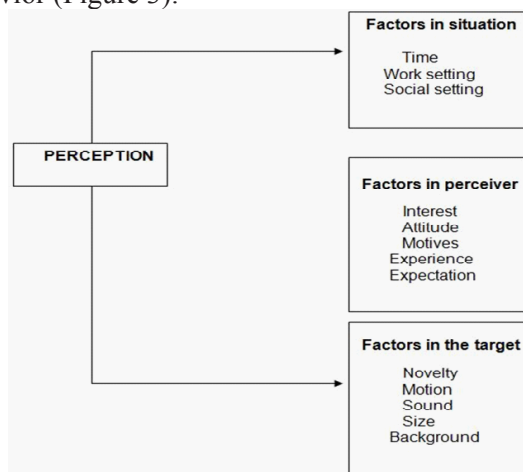 vior (Figure 3).
Factors in situation
Time
Work setting
Social setting
PERCEPTION
Factors in perceiver
Interest
Attitude
Motives
Experience
Expectation
Factors in the target
Novelty
Motion
Sound
Size
Background